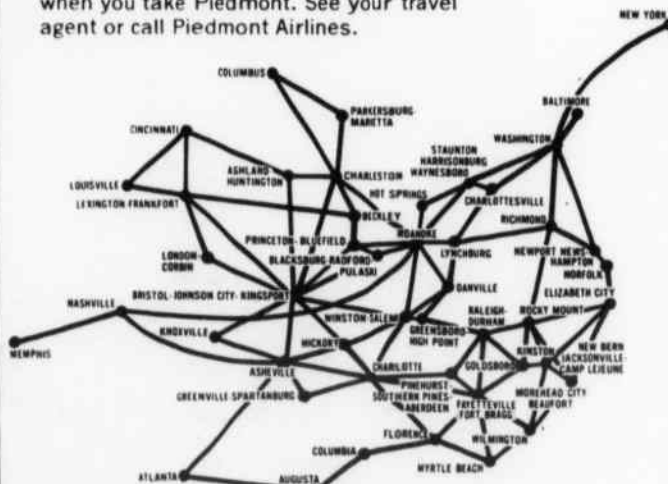 when you take Piedmont. See your travel
agent or call Piedmont Airlines.
NEW YORK
COLUMBUS
PARKERSBURG
MARETTA
BALTIMORE
CINCINNATI
WASHINGTON
STAUNTON
HARRISONBURG
WAYNESBORO
ASHLAND
HUNTINGTON
CHARLESTON
LOUISVILLE
HOT SPRINGS
CHARLOTTESVILLE
LEXINGTON-FRANKFORT
BECKLEY
RICHMOND
ROANOKE
PRINCETON-BLUEFIELD
LYNCHBURG
NEWPORT NEWS
HAMPTON
NORFOLK
LONDON
CORBIN
BLACKSBURG-RADFORD
PULASKI
DANVILLE
ELIZABETH CITY
NASHVILLE
BRISTOL-JOHNSON CITY-KINGSPORT
RALEIGH-
DURHAM
ROCKY MOUNT
WINSTON-SALEM
GREENSBORO
HIGH POINT
KNOXVILLE
HICKORY
KINSTON
NEW BERN
JACKSONVILLE-
CAMP LEJEUNE
MEMPHIS
ASHEVILLE
CHARLOTTE
GOLDSBORO
GREENVILLE SPARTANBURG
PINEHURST
SOUTHERN PINES-
ABERDEEN
MOREHEAD CITY
BEAUFORT
FAYETTEVILLE
FORT BRAGG
FLORENCE
WILMINGTON
COLUMBIA
MYRTLE BEACH
ATLANTA
AUGUSTA